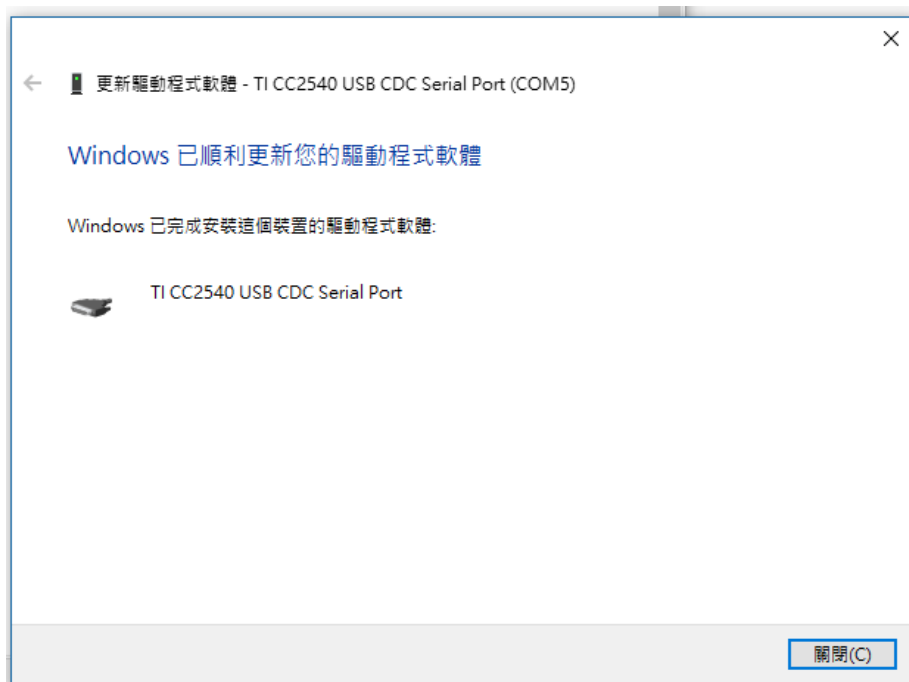 更新驅動程式軟體 - TI CC2540 USB CDC Serial Port (COM5)
Windows 已順利更新您的驅動程式軟體
Windows 已完成安裝這個裝置的驅動程式軟體:
TI CC2540 USB CDC Serial Port
關閉(C)